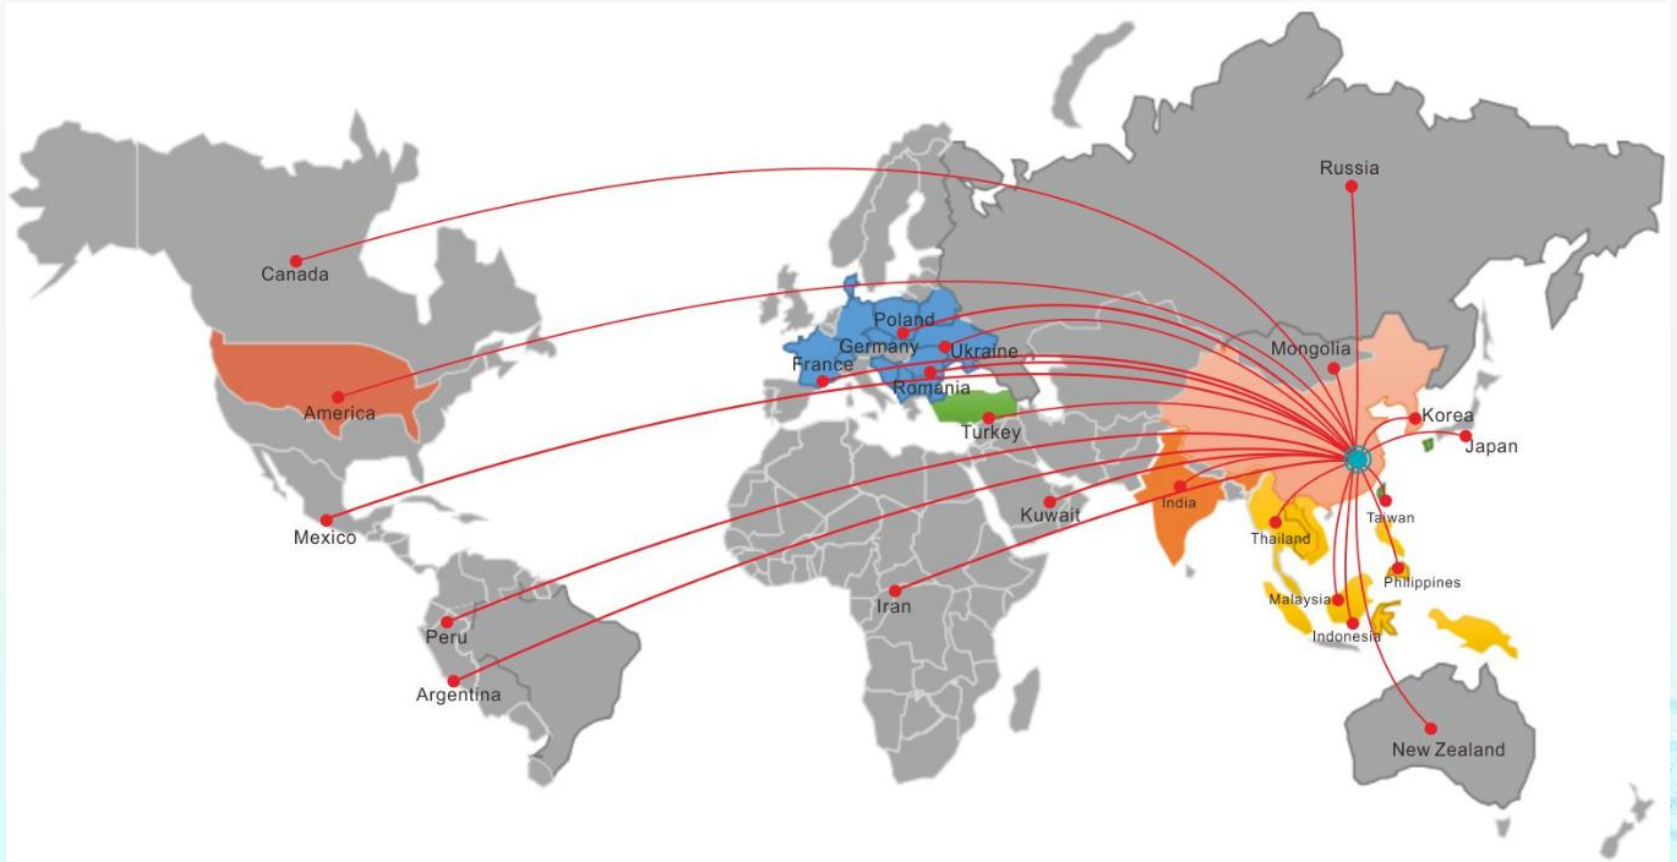 Russia
Canada
Poland
Germany
Ukraine
Mongolia
France
Romania
America
Korea
Turkey
Japan
India
Kuwait
Taiwan
Mexico
Thailand
Philippines
Malaysia
Iran
Peru
Indonesia
Argentina
New Zealand